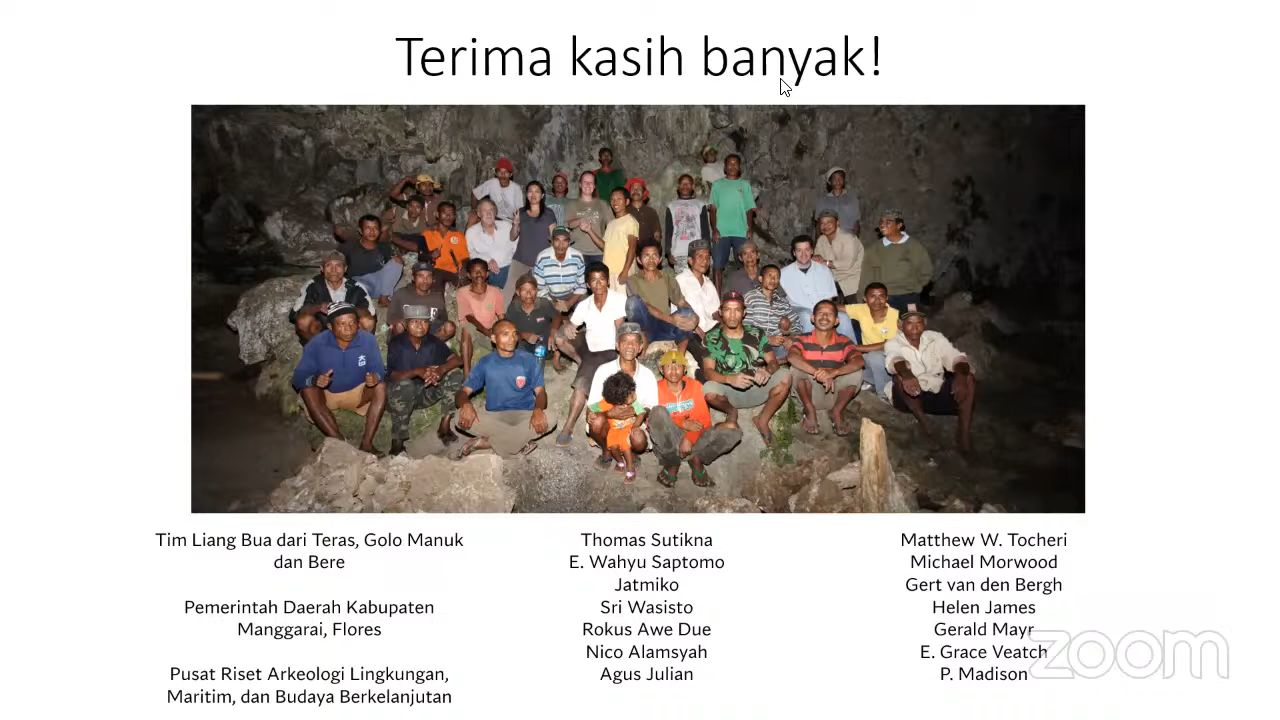 Terima kasih banyak!
Tim Liang Bua dari Teras, Golo Manuk
dan Bere
Pemerintah Daerah Kabupaten
Manggarai, Flores
Pusat Riset Arkeologi Lingkungan,
Maritim, dan Budaya Berkelanjutan
Thomas Sutikna
E. Wahyu Saptomo
Jatmiko
Sri Wasisto
Rokus Awe Due
Nico Alamsyah
Agus Julian
Matthew W. Tocheri
Michael Morwood
Gert van den Bergh
Helen James
Gerald Mayr
E. Grace Veatch
P. Madison
zoom